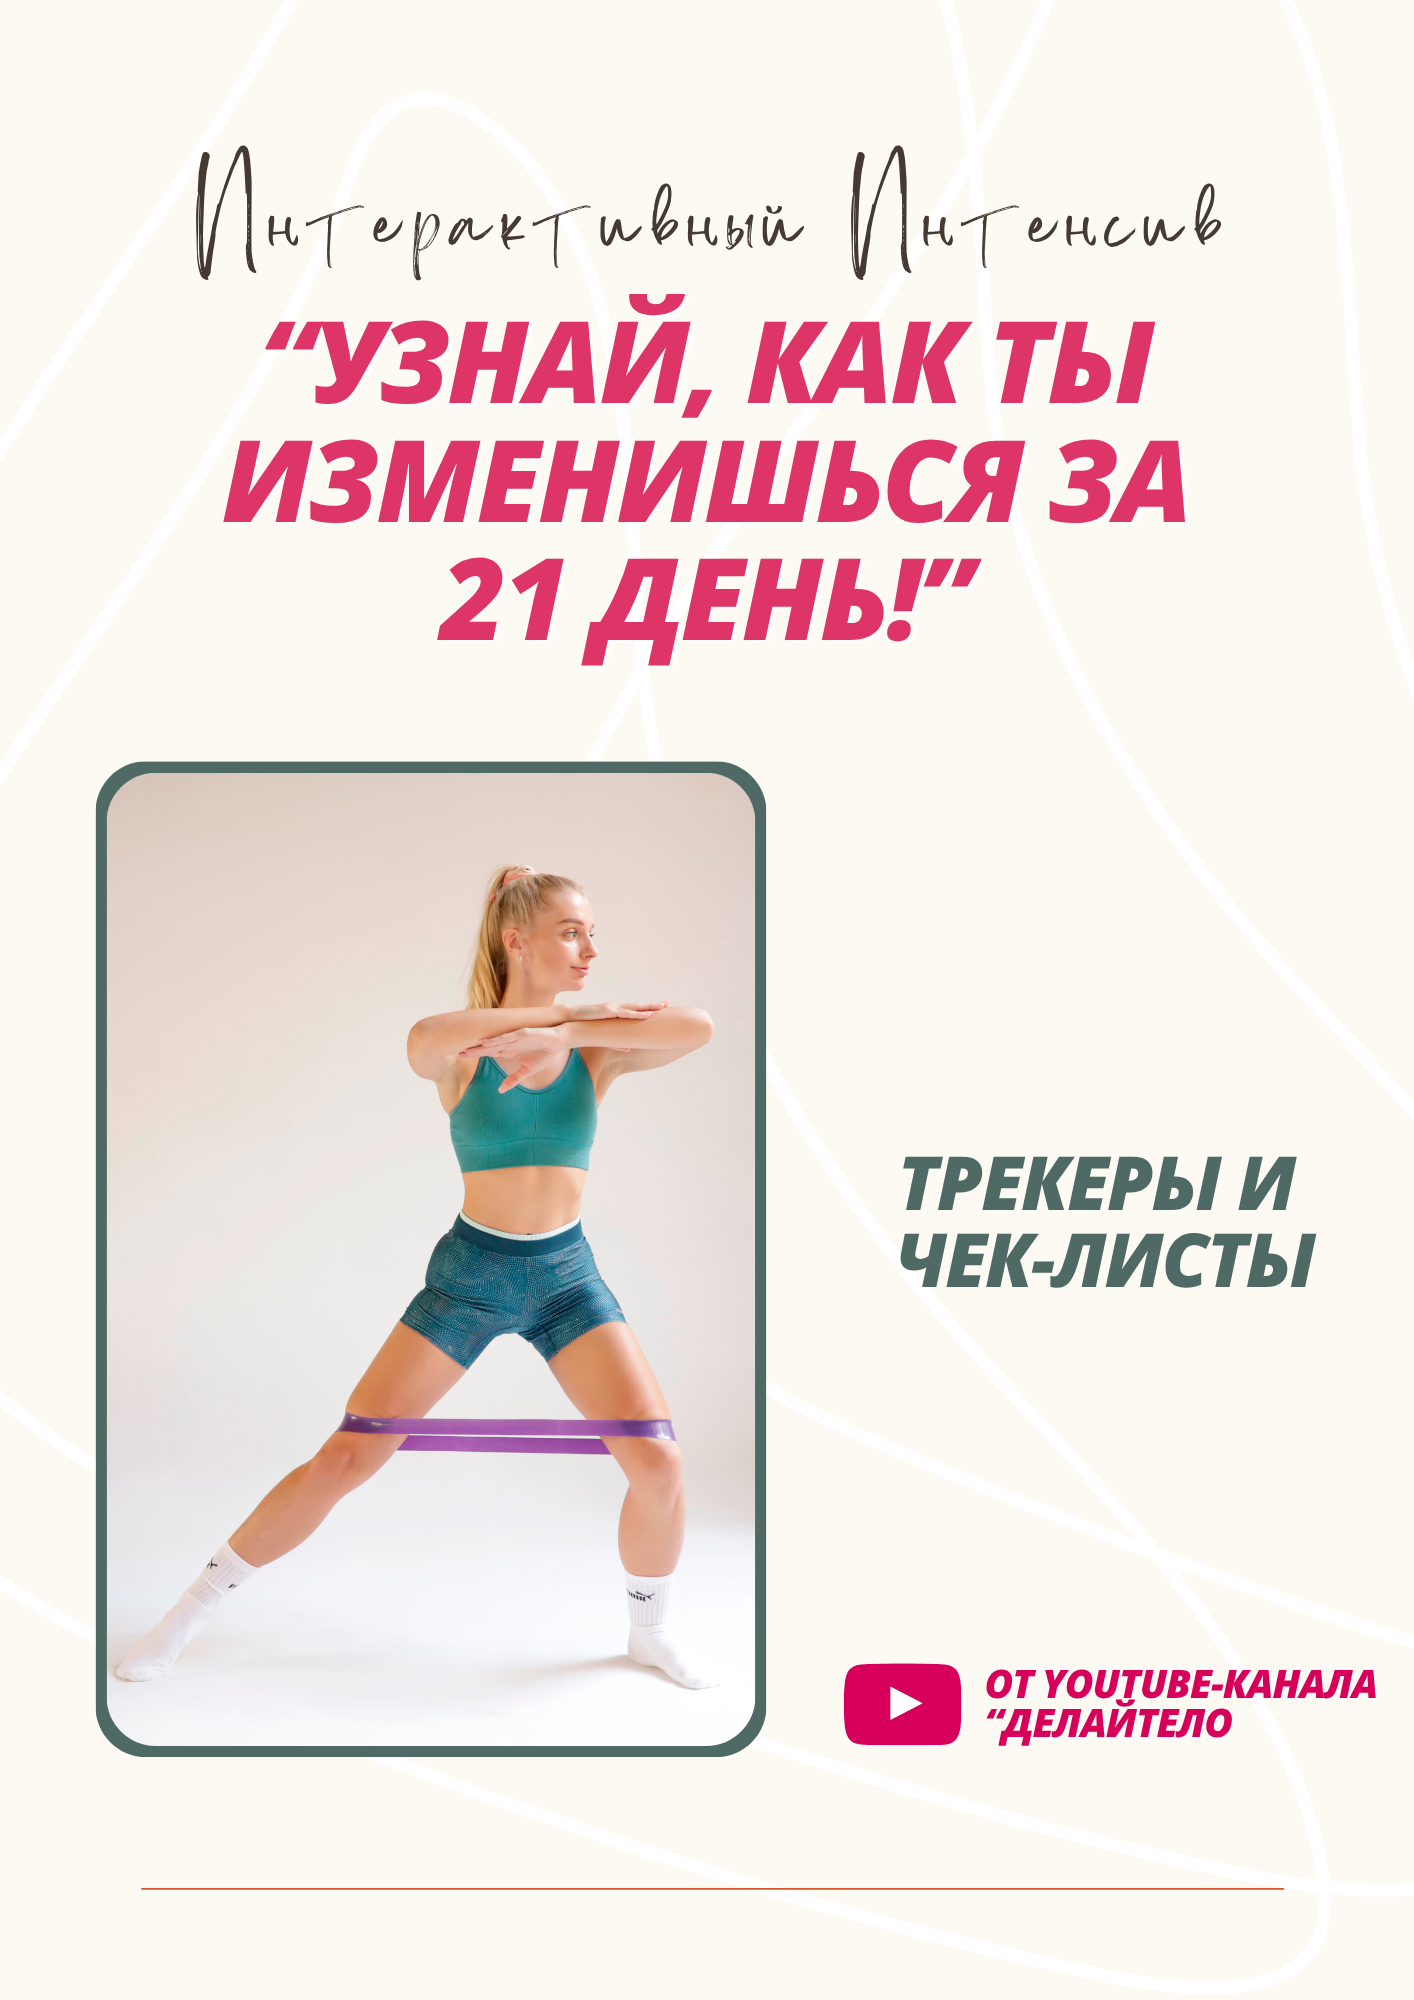 Интерактивный Интенсив
“УЗНАЙ, КАК ТЫ
ИЗМЕНИШЬСЯ ЗА
21 ДЕНЬ!”
ТРЕКЕРЫ И
ЧЕК-ЛИСТЫ
ОТ YOUTUBE-КАНАЛА
“ДЕЛАЙТЕЛО